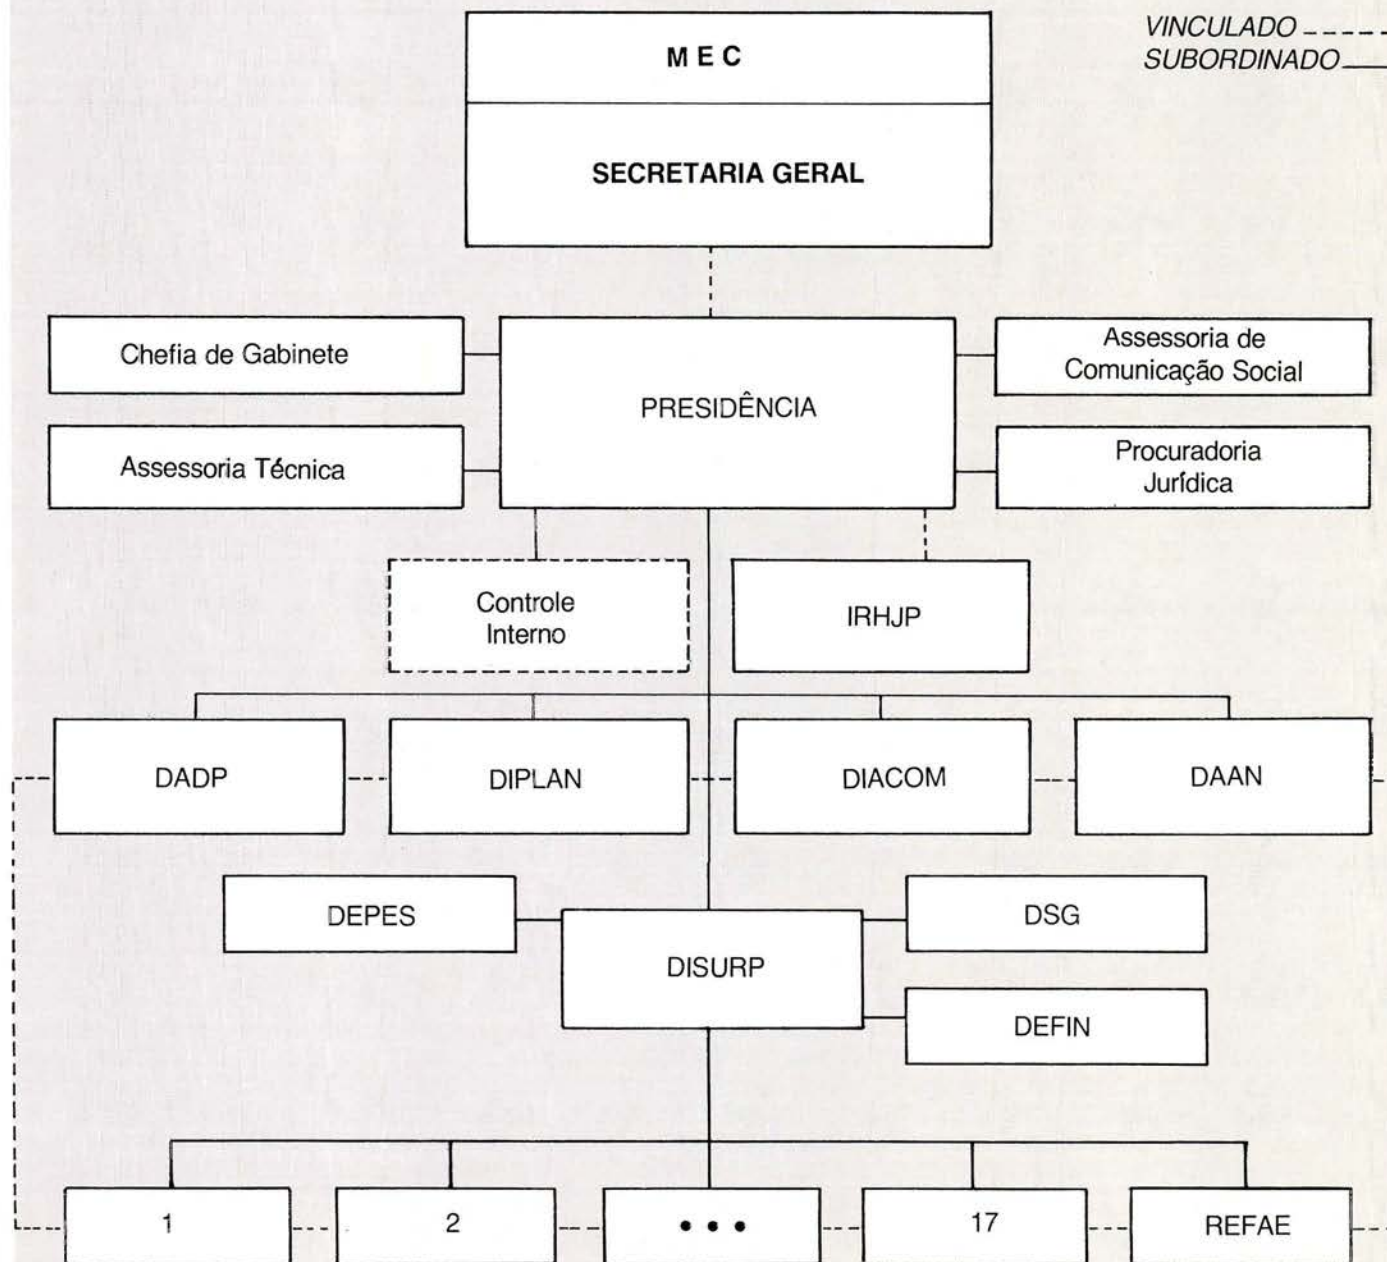 VINCULADO
SUBORDINADO
M E C
SECRETARIA GERAL
Chefia de Gabinete
PRESIDÊNCIA
Assessoria de
Comunicação Social
Assessoria Técnica
Procuradoria
Jurídica
Controle
Interno
IRHJP
DADP
DIPLAN
DIACOM
DAAN
DEPES
DISURP
DSG
DEFIN
1
2
• • •
17
REFAE